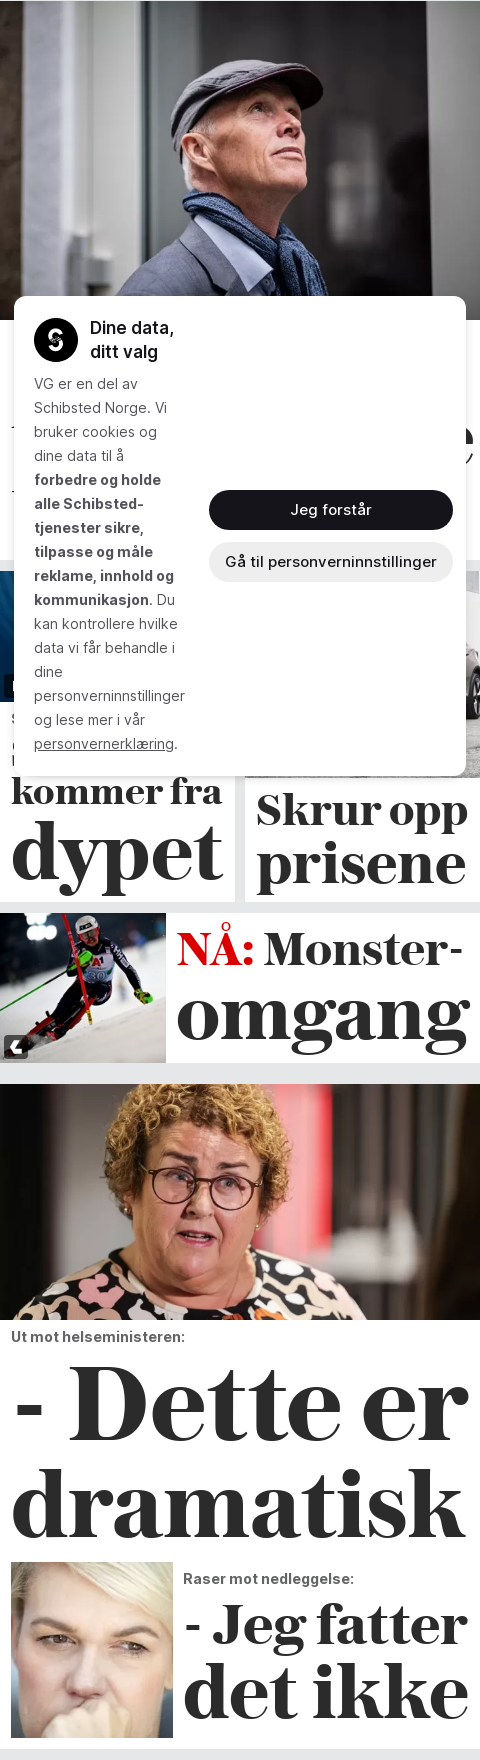 Dine data,
ditt valg
VG er en del av
Schibsted Norge. Vi
bruker cookies og
dine data til å
forbedre og holde
alle Schibsted-
tjenester sikre,
tilpasse og måle
reklame, innhold og
kommunikasjon. Du
kan kontrollere hvilke
data vi får behandle i
dine
personverninnstillinger
og lese mer i vår
personvernerklæring.
Jeg forstår
Gå til personverninnstillinger
kommer fra
dypet
Skrur opp
prisene
NÅ: Monster-
omgang
Ut mot helseministeren:
- Dette er
dramatisk
Raser mot nedleggelse:
- Jeg fatter
det ikke